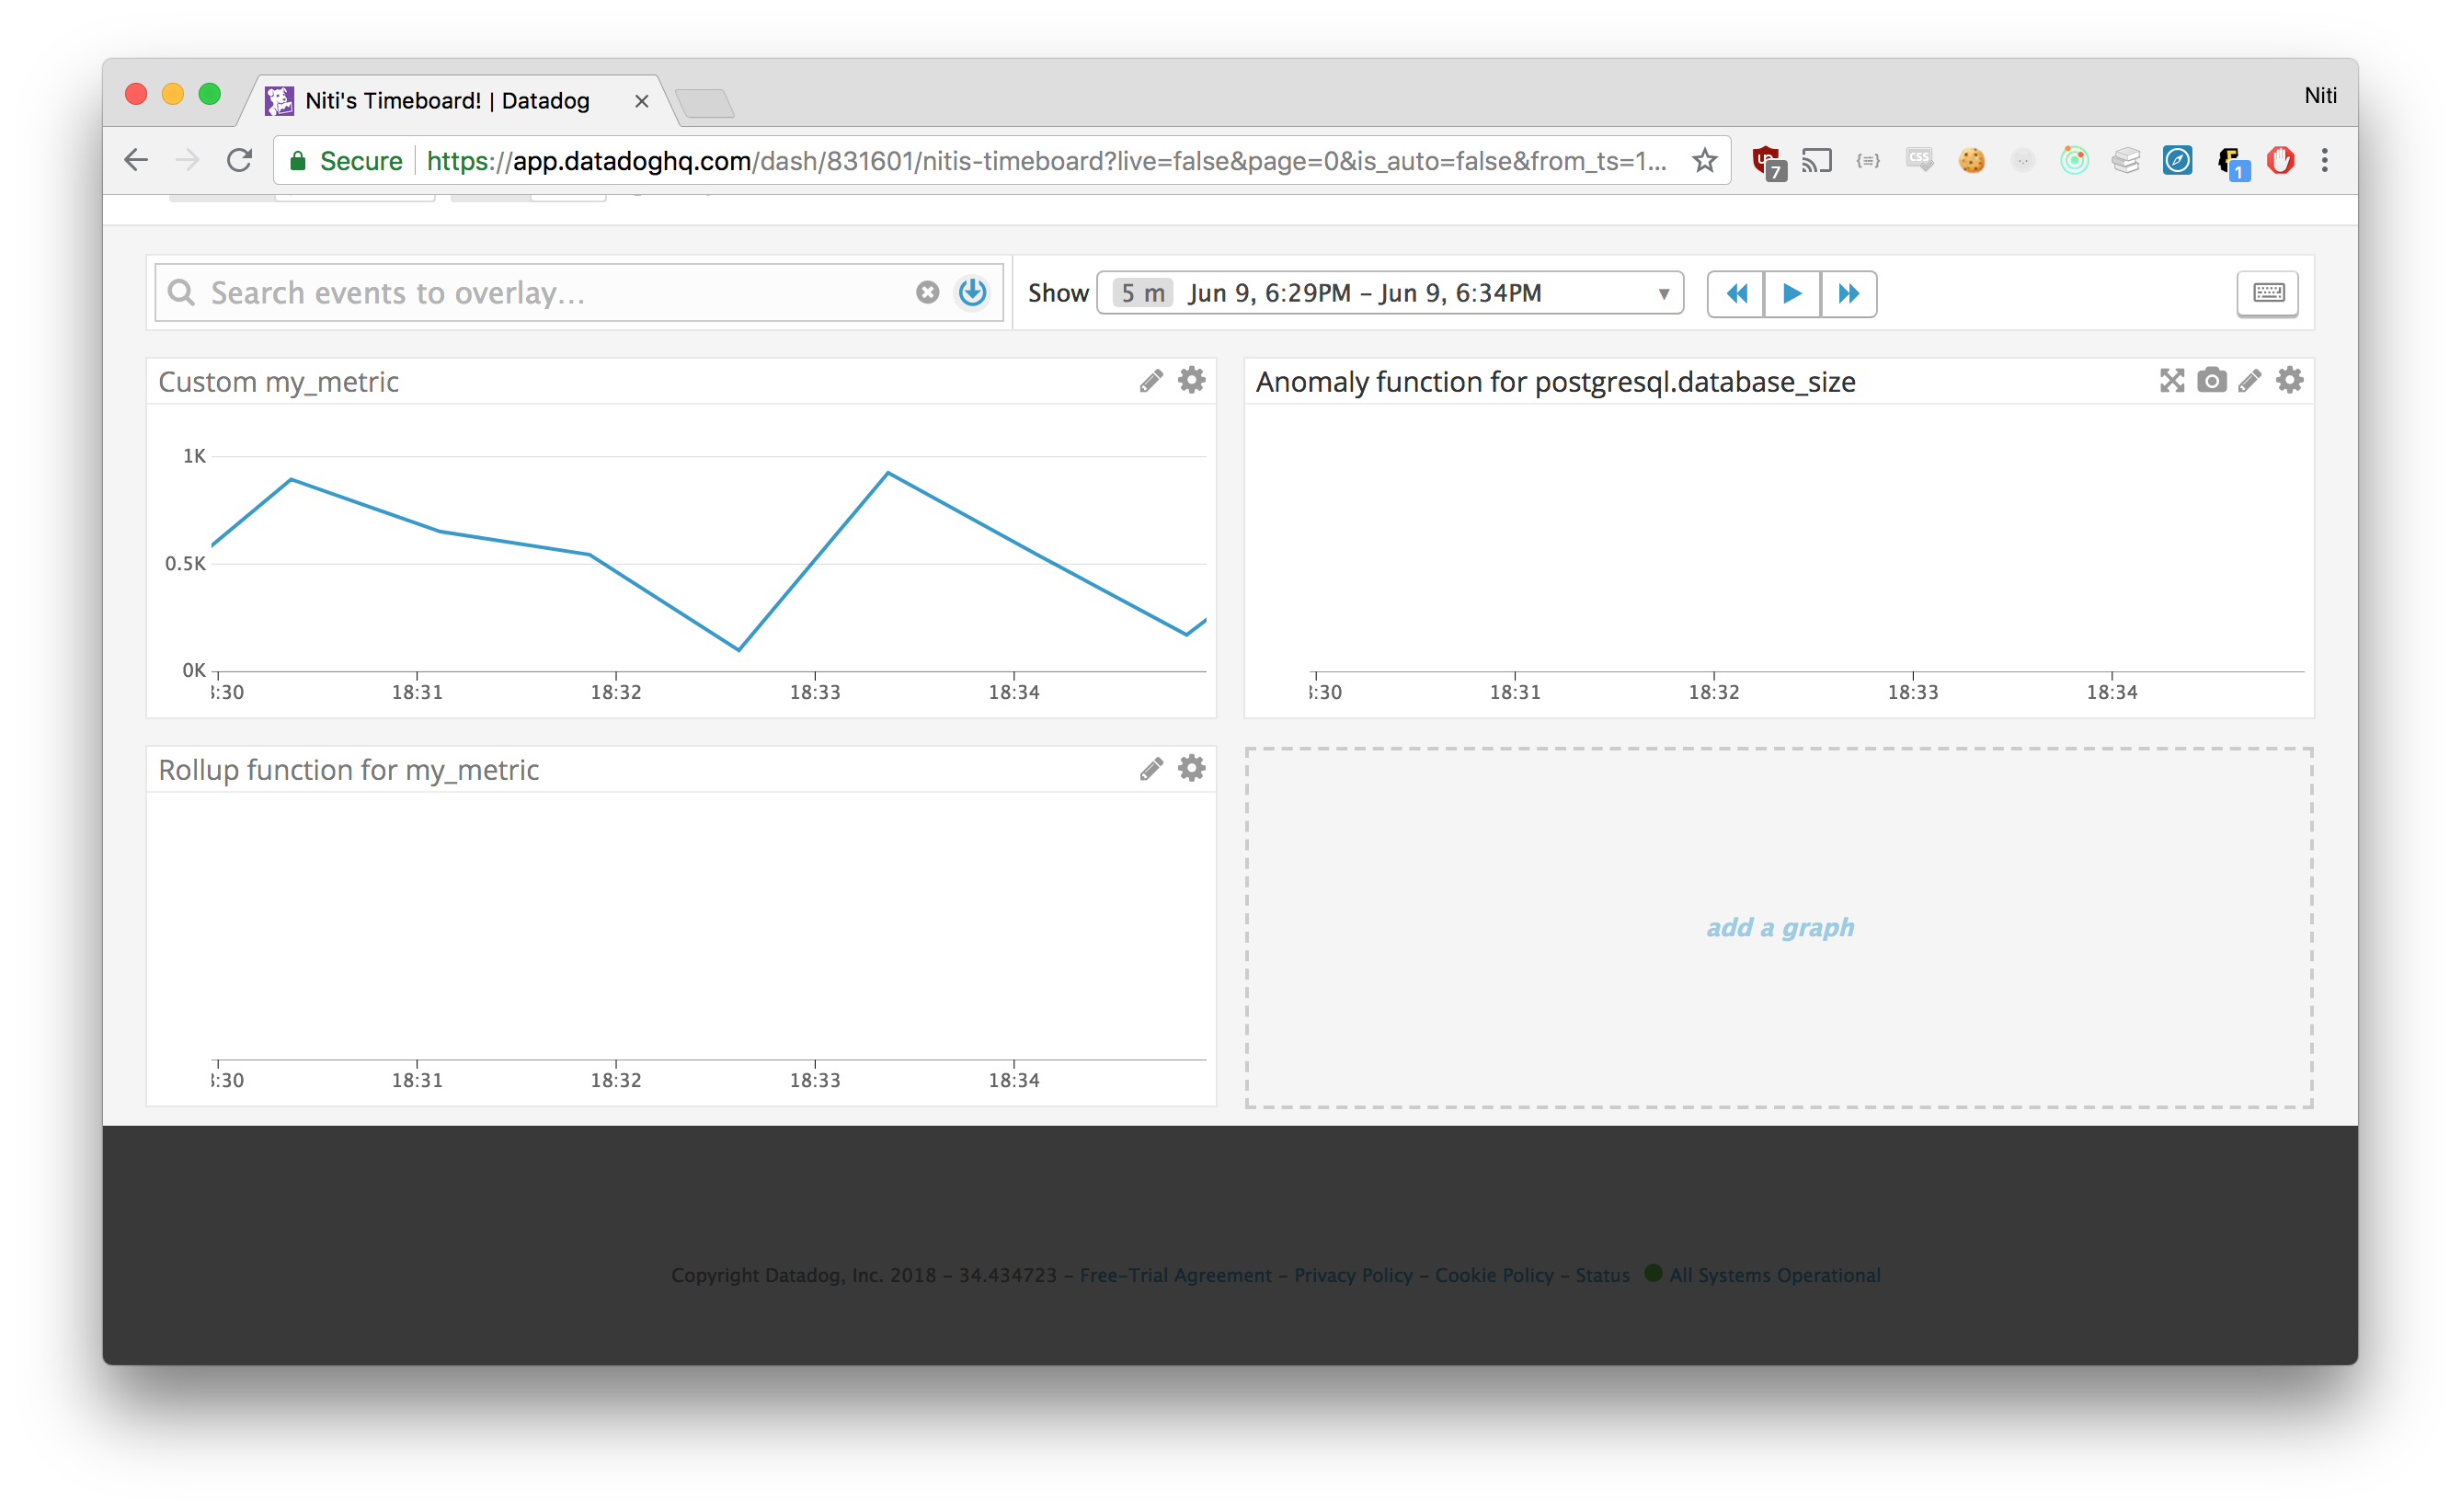 Niti's Timeboard! | Datadog
Niti
Secure https://app.datadoghq.com/dash/831601/nitis-timeboard?live=false&page=0&is_auto=false&from_ts=1...
7
{≡}
CSS
1
Search events to overlay...
Show 5 m Jun 9, 6:29PM – Jun 9, 6:34PM
Custom my_metric
1K
0.5K
0K
:30 18:31 18:32 18:33 18:34
Anomaly function for postgresql.database_size
:30 18:31 18:32 18:33 18:34
Rollup function for my_metric
:30 18:31 18:32 18:33 18:34
add a graph
Copyright Datadog, Inc. 2018 – 34.434723 – Free-Trial Agreement – Privacy Policy – Cookie Policy – Status All Systems Operational